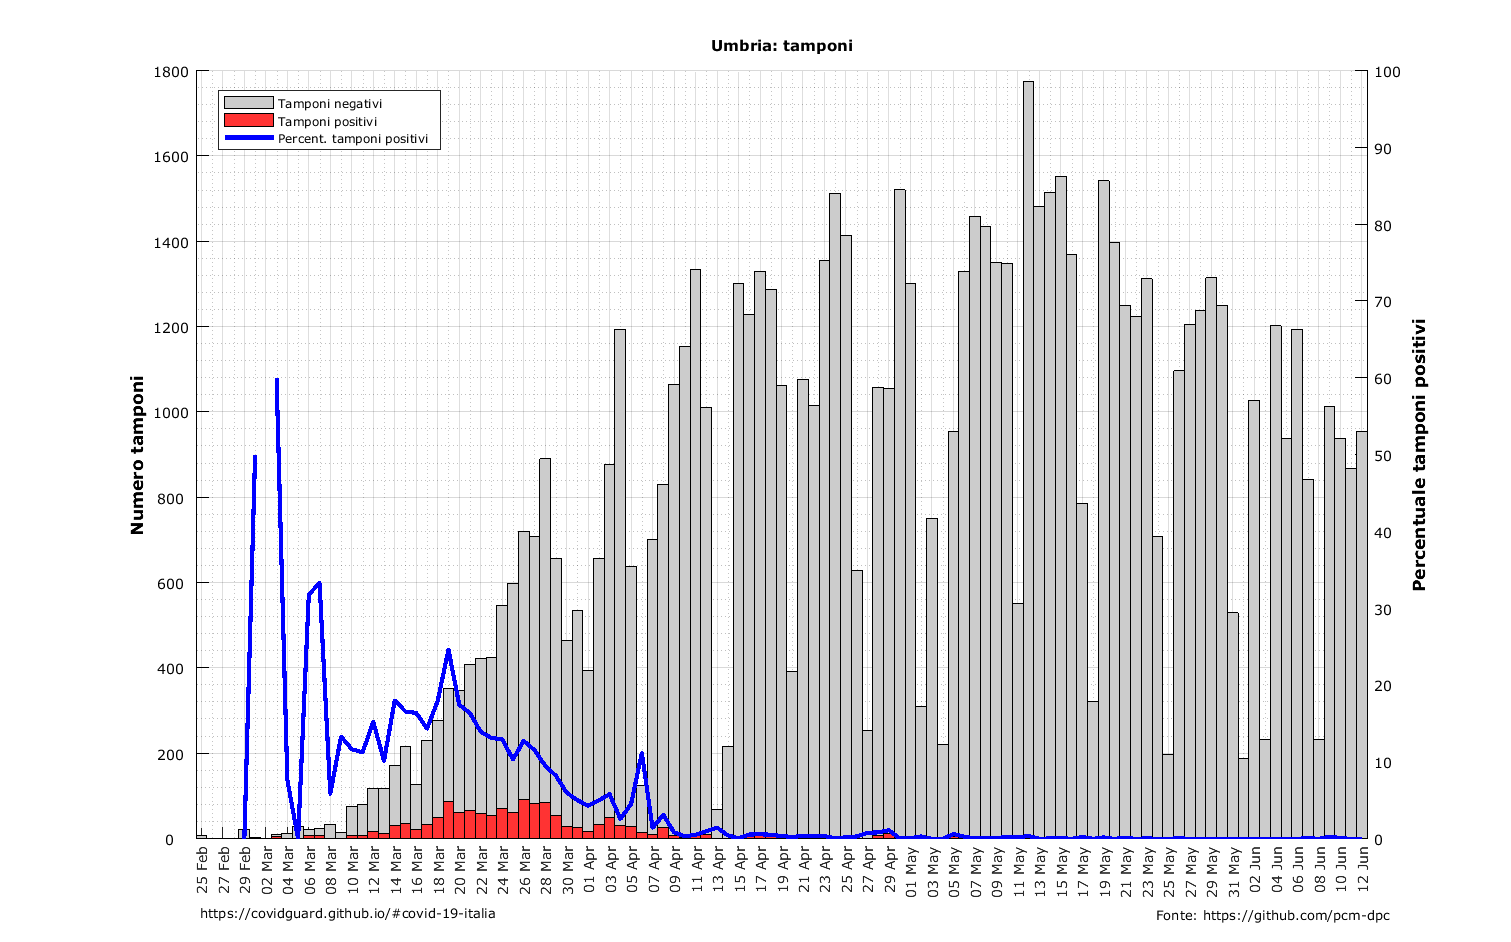 Umbria: tamponi
Tamponi negativi
Tamponi positivi
Percent. tamponi positivi
Numero tamponi
1800
1600
1400
1200
1000
800
600
400
200
0
Percentuale tamponi positivi
100
90
80
70
60
50
40
30
20
10
0
25 Feb
27 Feb
29 Feb
02 Mar
04 Mar
06 Mar
08 Mar
10 Mar
12 Mar
14 Mar
16 Mar
18 Mar
20 Mar
22 Mar
24 Mar
26 Mar
28 Mar
30 Mar
01 Apr
03 Apr
05 Apr
07 Apr
09 Apr
11 Apr
13 Apr
15 Apr
17 Apr
19 Apr
21 Apr
23 Apr
25 Apr
27 Apr
29 Apr
01 May
03 May
05 May
07 May
09 May
11 May
13 May
15 May
17 May
19 May
21 May
23 May
25 May
27 May
29 May
31 May
02 Jun
04 Jun
06 Jun
08 Jun
10 Jun
12 Jun
https://covidguard.github.io/#covid-19-italia
Fonte: https://github.com/pcm-dpc